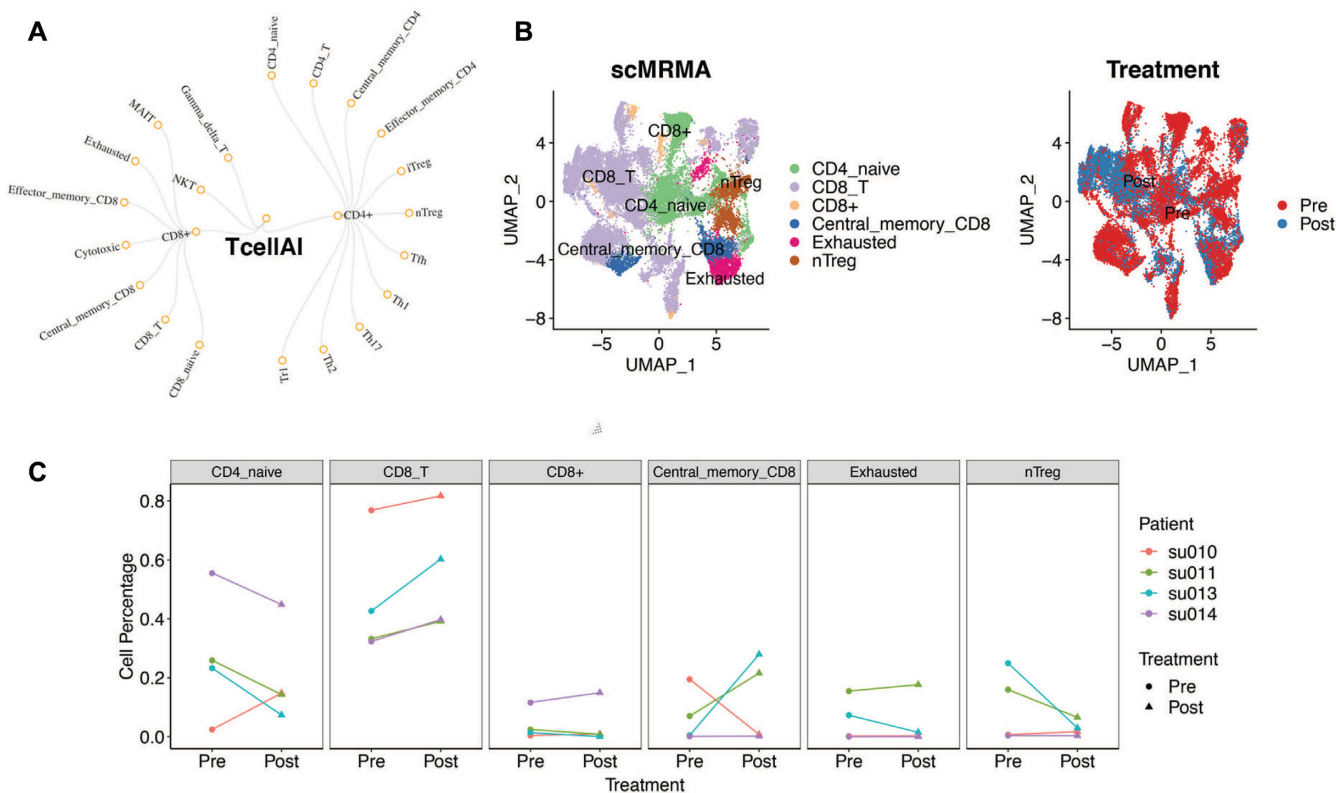 A
CD4_naive
CD4_T
Central_memory_CD4
Effector_memory_CD4
iTreg
nTreg
Tfh
Th1
Th17
Th2
Tr1
CD4+
Gamma_delta_T
NKT
MAIT
Exhausted
Effector_memory_CD8
CD8+
Cytotoxic
Central_memory_CD8
CD8_T
CD8_naive
TcellAI
B
scMRMA
CD8+
CD8_T
nTreg
CD4_naive
Central_memory_CD8
Exhausted
4
0
−4
−8
UMAP_2
−5 0 5
UMAP_1
CD4_naive
CD8_T
CD8+
Central_memory_CD8
Exhausted
nTreg
Treatment
Post
Pre
4
0
−4
−8
UMAP_2
−5 0 5
UMAP_1
Pre
Post
C
CD4_naive CD8_T CD8+ Central_memory_CD8 Exhausted nTreg
0.8
0.6
0.4
0.2
0.0
Cell Percentage
Pre Post Pre Post Pre Post Pre Post Pre Post Pre Post
Treatment
Patient
su010
su011
su013
su014
Treatment
Pre
Post